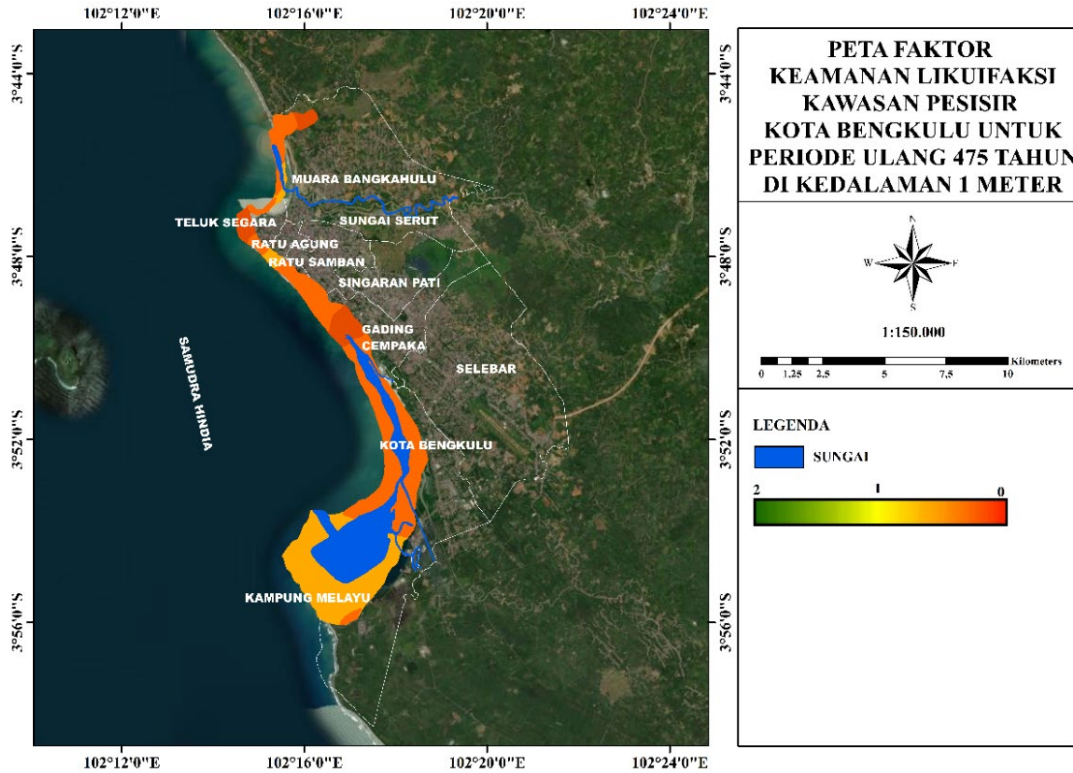 102°12'0"E
102°16'0"E
102°20'0"E
102°24'0"E
3°44'0"S
3°48'0"S
3°52'0"S
3°56'0"S
MUARA BANGKAHULU
SUNGAI SERUT
TELUK SEGARA
RATU AGUNG
RATU SAMBAN
SINGARAN PATI
GADING
CEMPAKA
SELEBAR
SAMUDRA HINDIA
KOTA BENGKULU
KAMPUNG MELAYU
3°44'0"S
3°48'0"S
3°52'0"S
3°56'0"S
102°12'0"E
102°16'0"E
102°20'0"E
102°24'0"E
PETA FAKTOR
KEAMANAN LIKUIFAKSI
KAWASAN PESISIR
KOTA BENGKULU UNTUK
PERIODE ULANG 475 TAHUN
DI KEDALAMAN 1 METER
N
W E
S
1:150.000
Kilometers
0 1,25 2,5 5 7,5 10
LEGENDA
SUNGAI
2 1 0